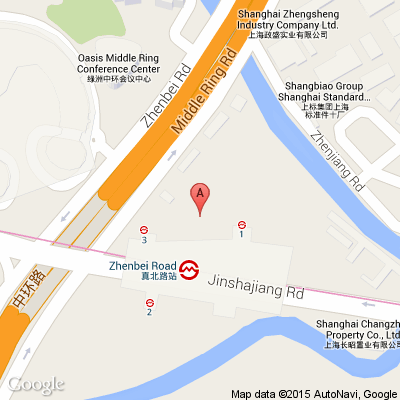 Shanghai Zhengsheng
Industry Company Ltd.
上海政盛实业有限公司
Oasis Middle Ring
Conference Center
绿洲中环会议中心
Zhenbei Rd
Middle Ring Rd
Shangbiao Group
Shanghai Standard...
上标集团上海
标准件十厂
Zhenjiang Rd
A
3
1
中环路
Zhenbei Road
真北路站
Jinshajiang Rd
2
Shanghai Changzh
Property Co., Ltd
上海长昭置业有限公
Google
Map data ©2015 AutoNavi, Google